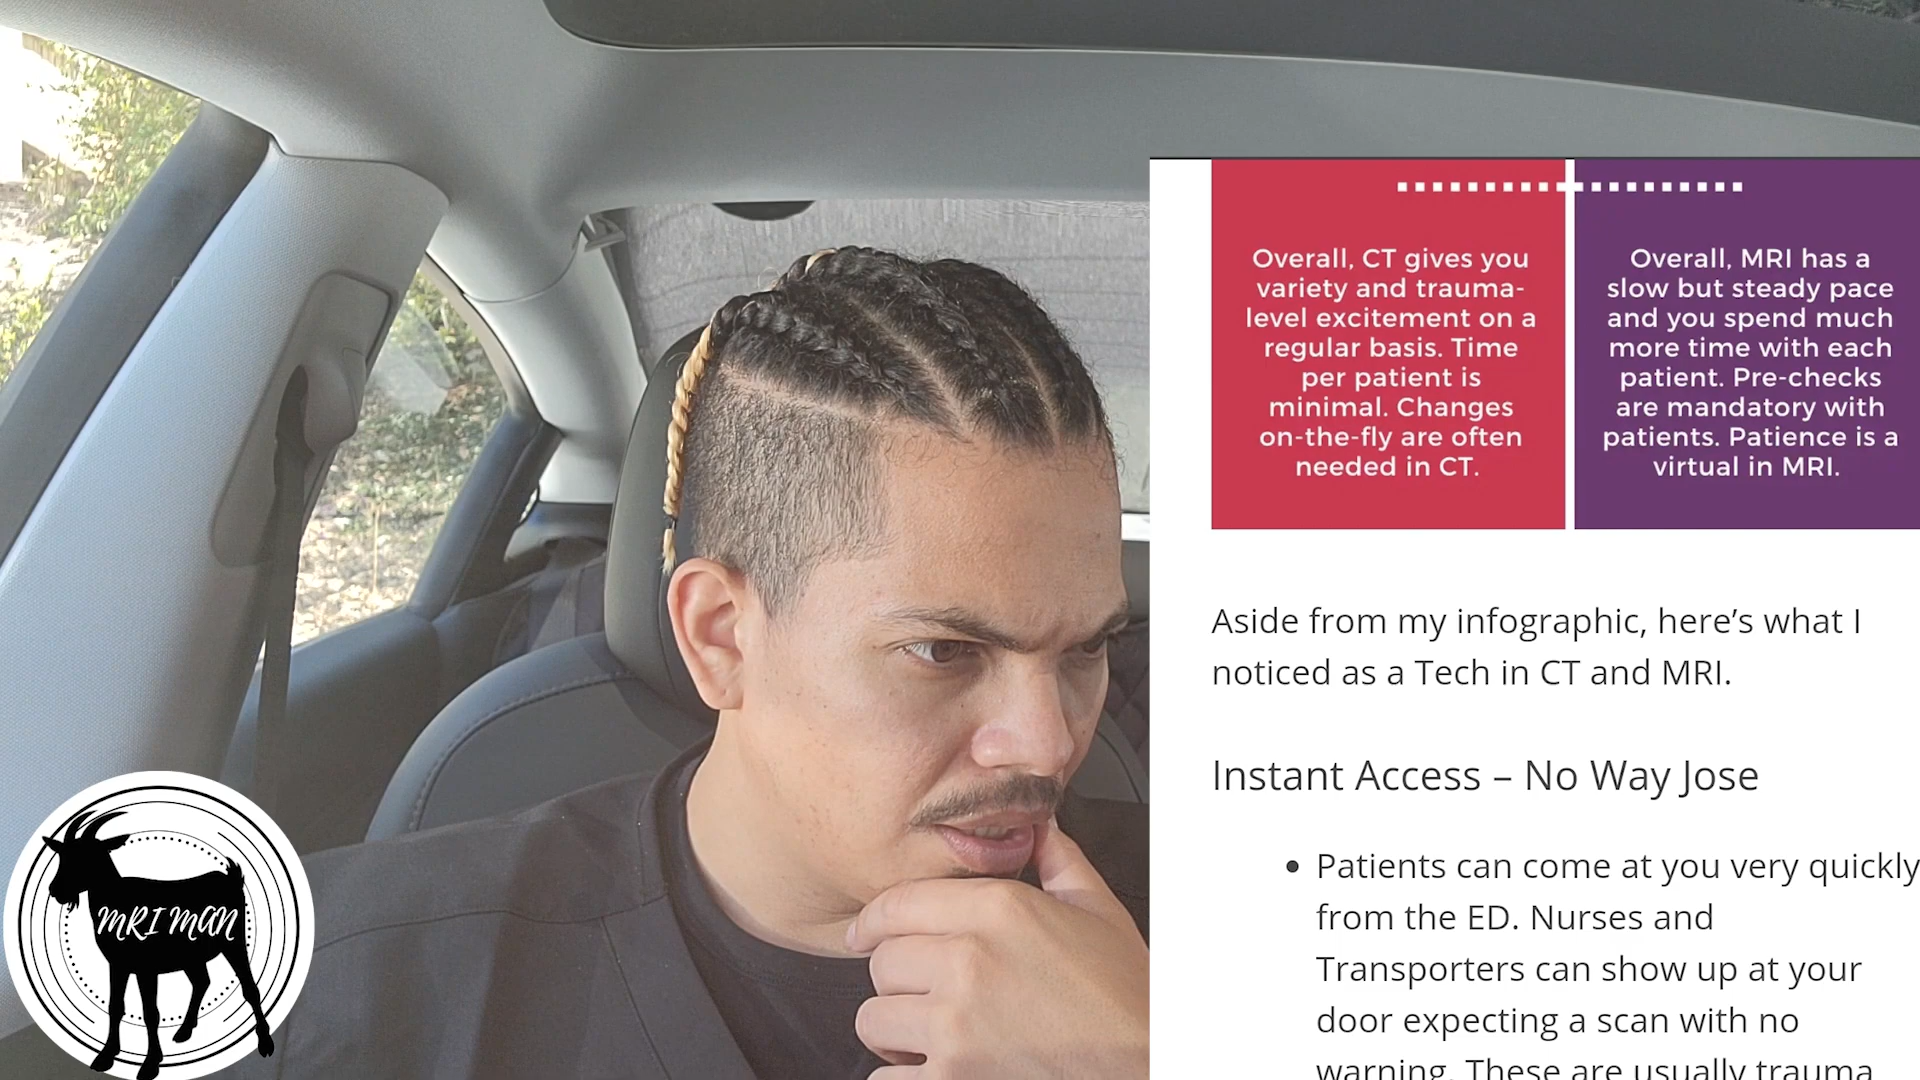 Overall, CT gives you
variety and trauma-
level excitement on a
regular basis. Time
per patient is
minimal. Changes
on-the-fly are often
needed in CT.
Overall, MRI has a
slow but steady pace
and you spend much
more time with each
patient. Pre-checks
are mandatory with
patients. Patience is a
virtual in MRI.
Aside from my infographic, here’s what I
noticed as a Tech in CT and MRI.
Instant Access – No Way Jose
• Patients can come at you very quickly
from the ED. Nurses and
Transporters can show up at your
door expecting a scan with no
warning. These are usually trauma
MRI MAN